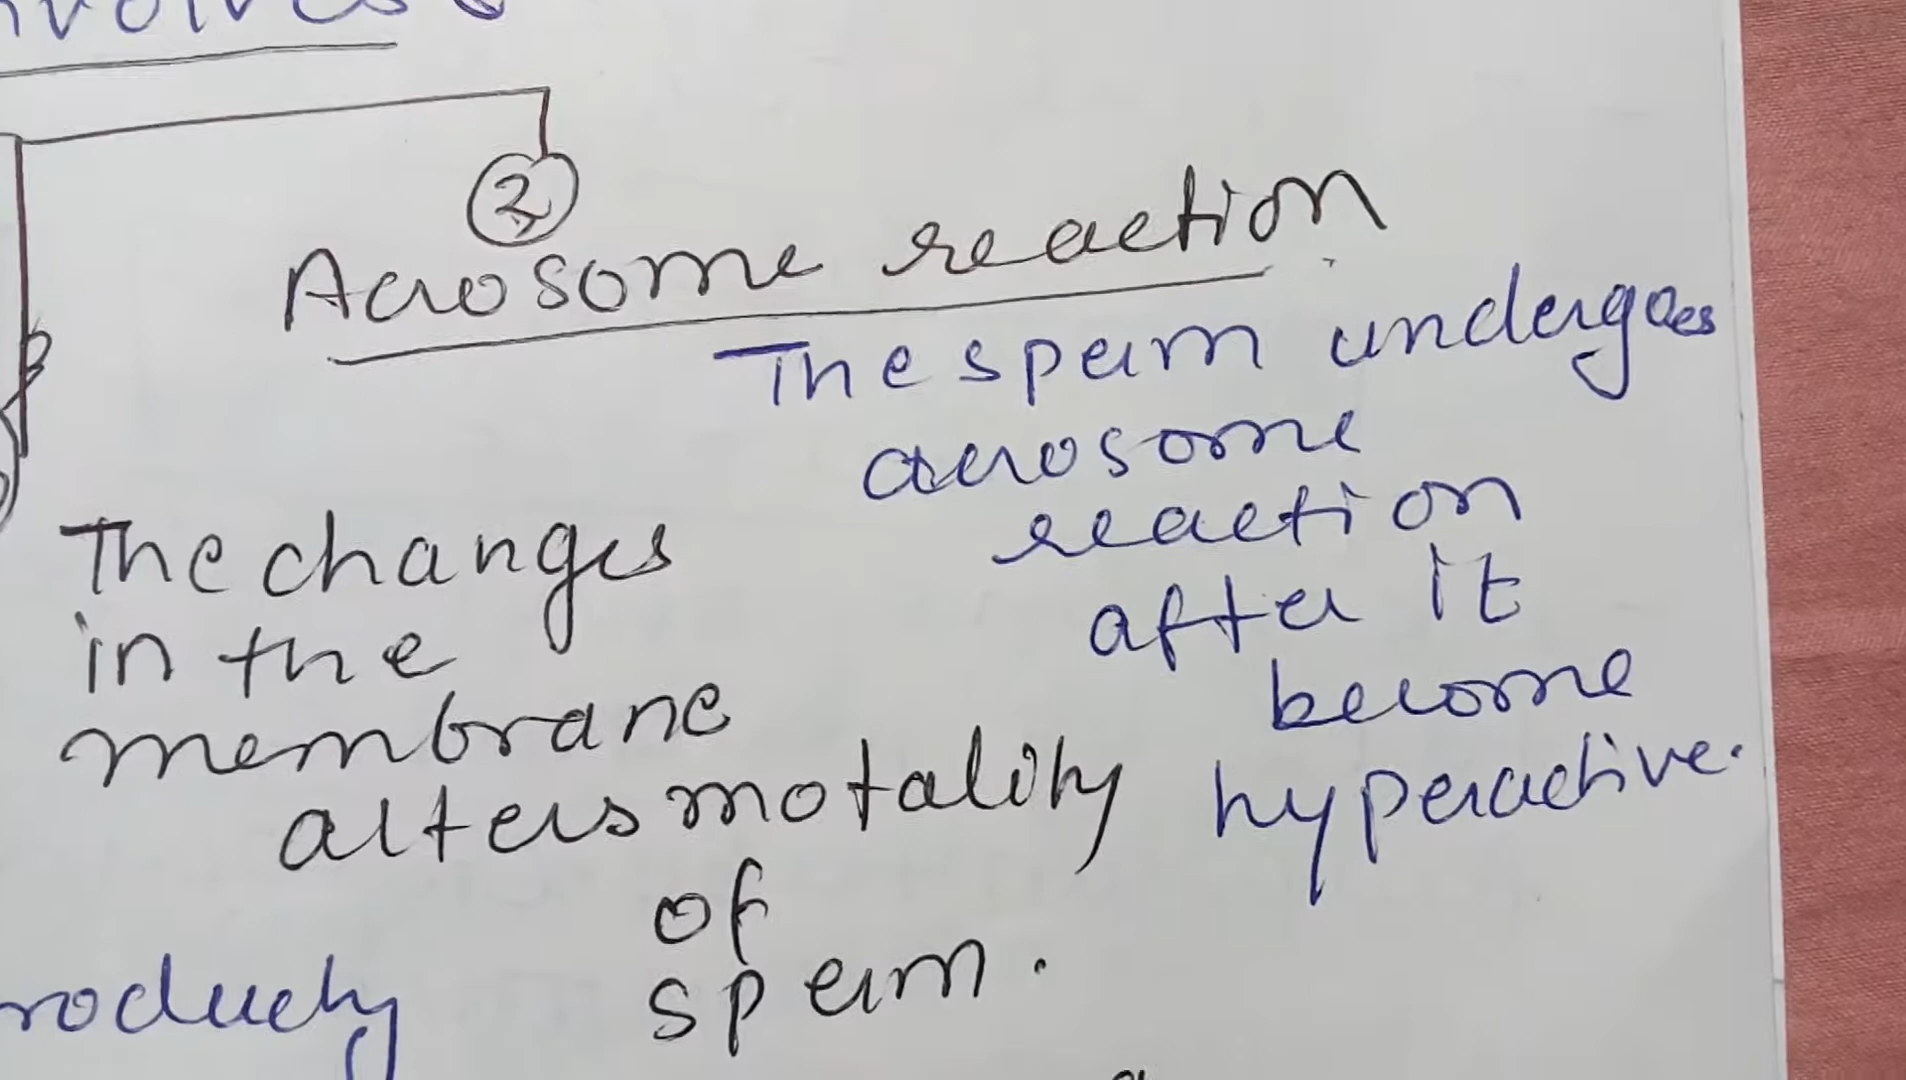 ②
Acrosome reaction
The sperm undergoes
acrosome
reaction
after it
become
hyperactive.
The changes
in the
membrane
alters motality
of
sperm.